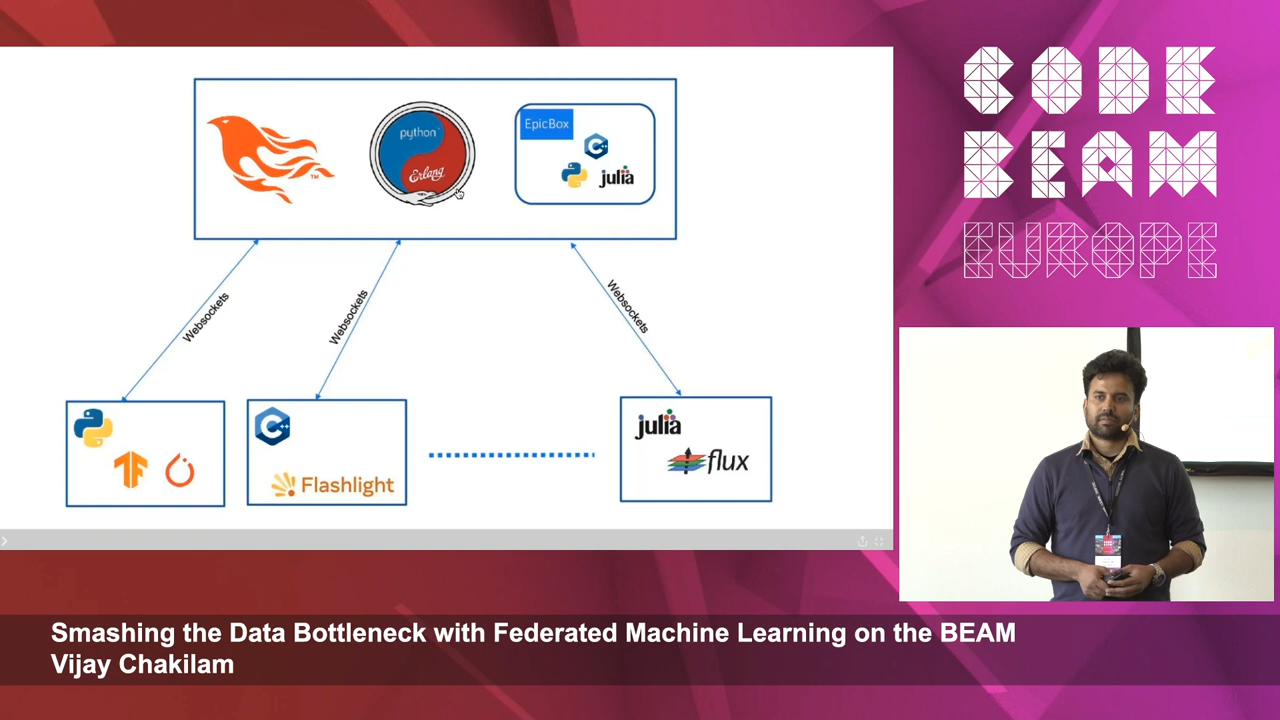 CODE
BEAM
EUROPE
python
Erlang
TM
EpicBox
C++
julia
Websockets
Websockets
Websockets
C++
Flashlight
julia
flux
Smashing the Data Bottleneck with Federated Machine Learning on the BEAM
Vijay Chakilam